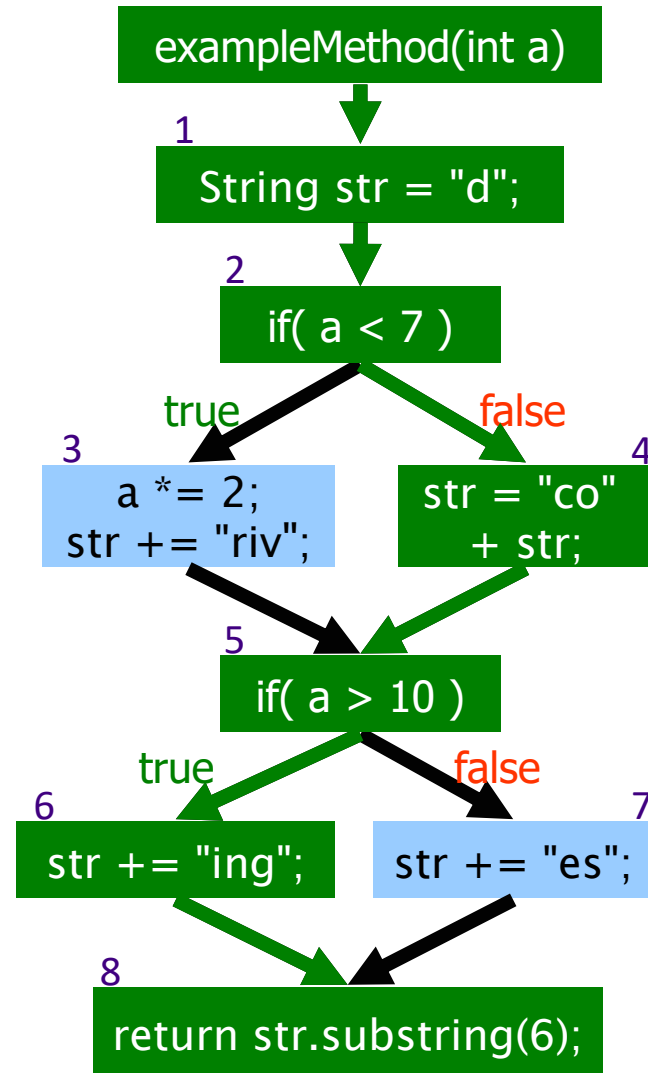 exampleMethod(int a)
1
String str = "d";
2
if( a < 7 )
true
false
3
4
a *= 2;
str += "riv";
str = "co"
+ str;
5
if( a > 10 )
true
false
6
7
str += "ing";
str += "es";
8
return str.substring(6);